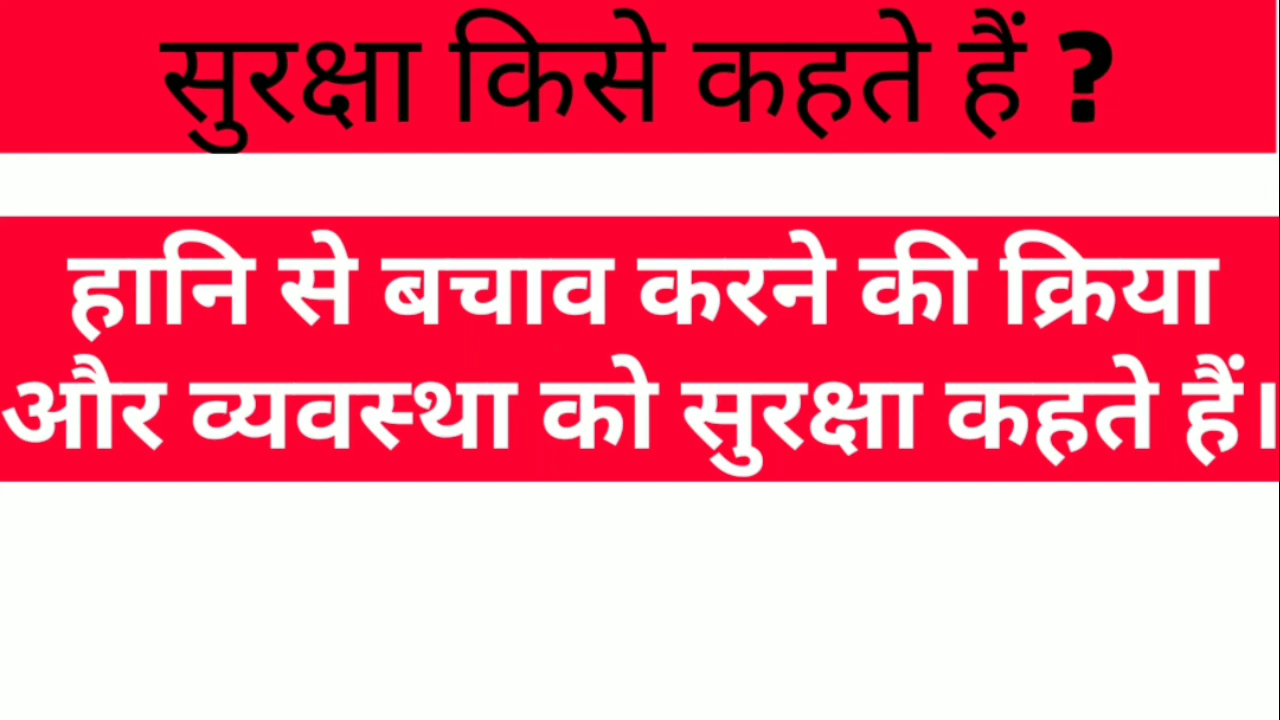 सुरक्षा किसे कहते हैं ?
हानि से बचाव करने की क्रिया
और व्यवस्था को सुरक्षा कहते हैं।